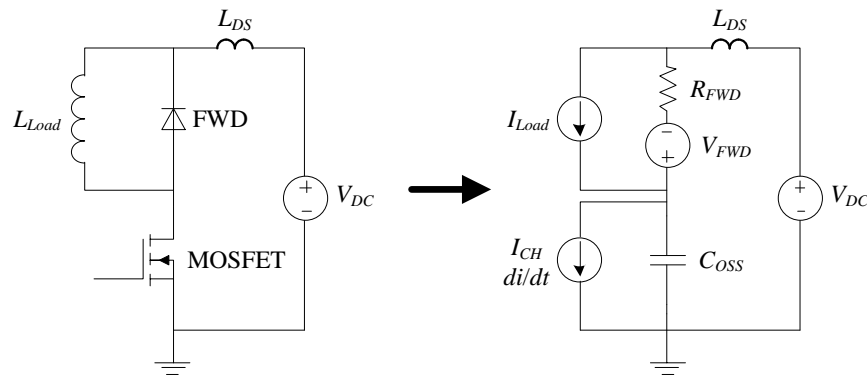 L_DS
L_Load
FWD
V_DC
+
−
MOSFET
L_DS
R_FWD
I_Load
−
+
V_FWD
V_DC
+
−
I_CH
di/dt
C_OSS